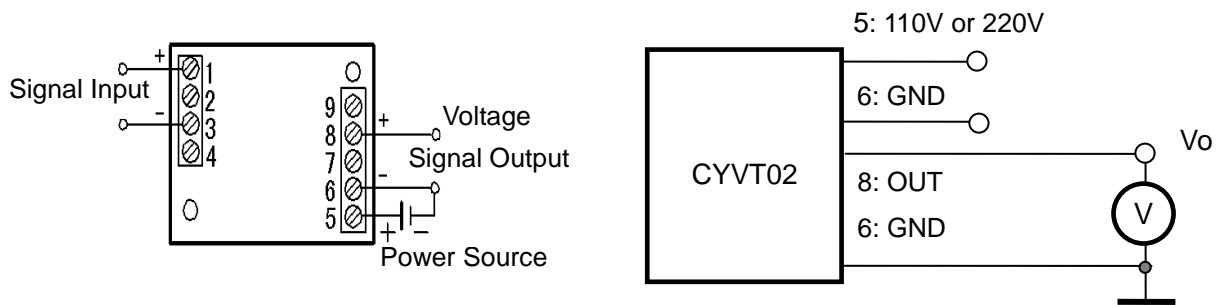 5: 110V or 220V
+
1
Signal Input
2
-
3
4
9
8
+
Voltage
7
Signal Output
6
-
5
+
-
Power Source
6: GND
CYVT02
Vo
8: OUT
V
6: GND